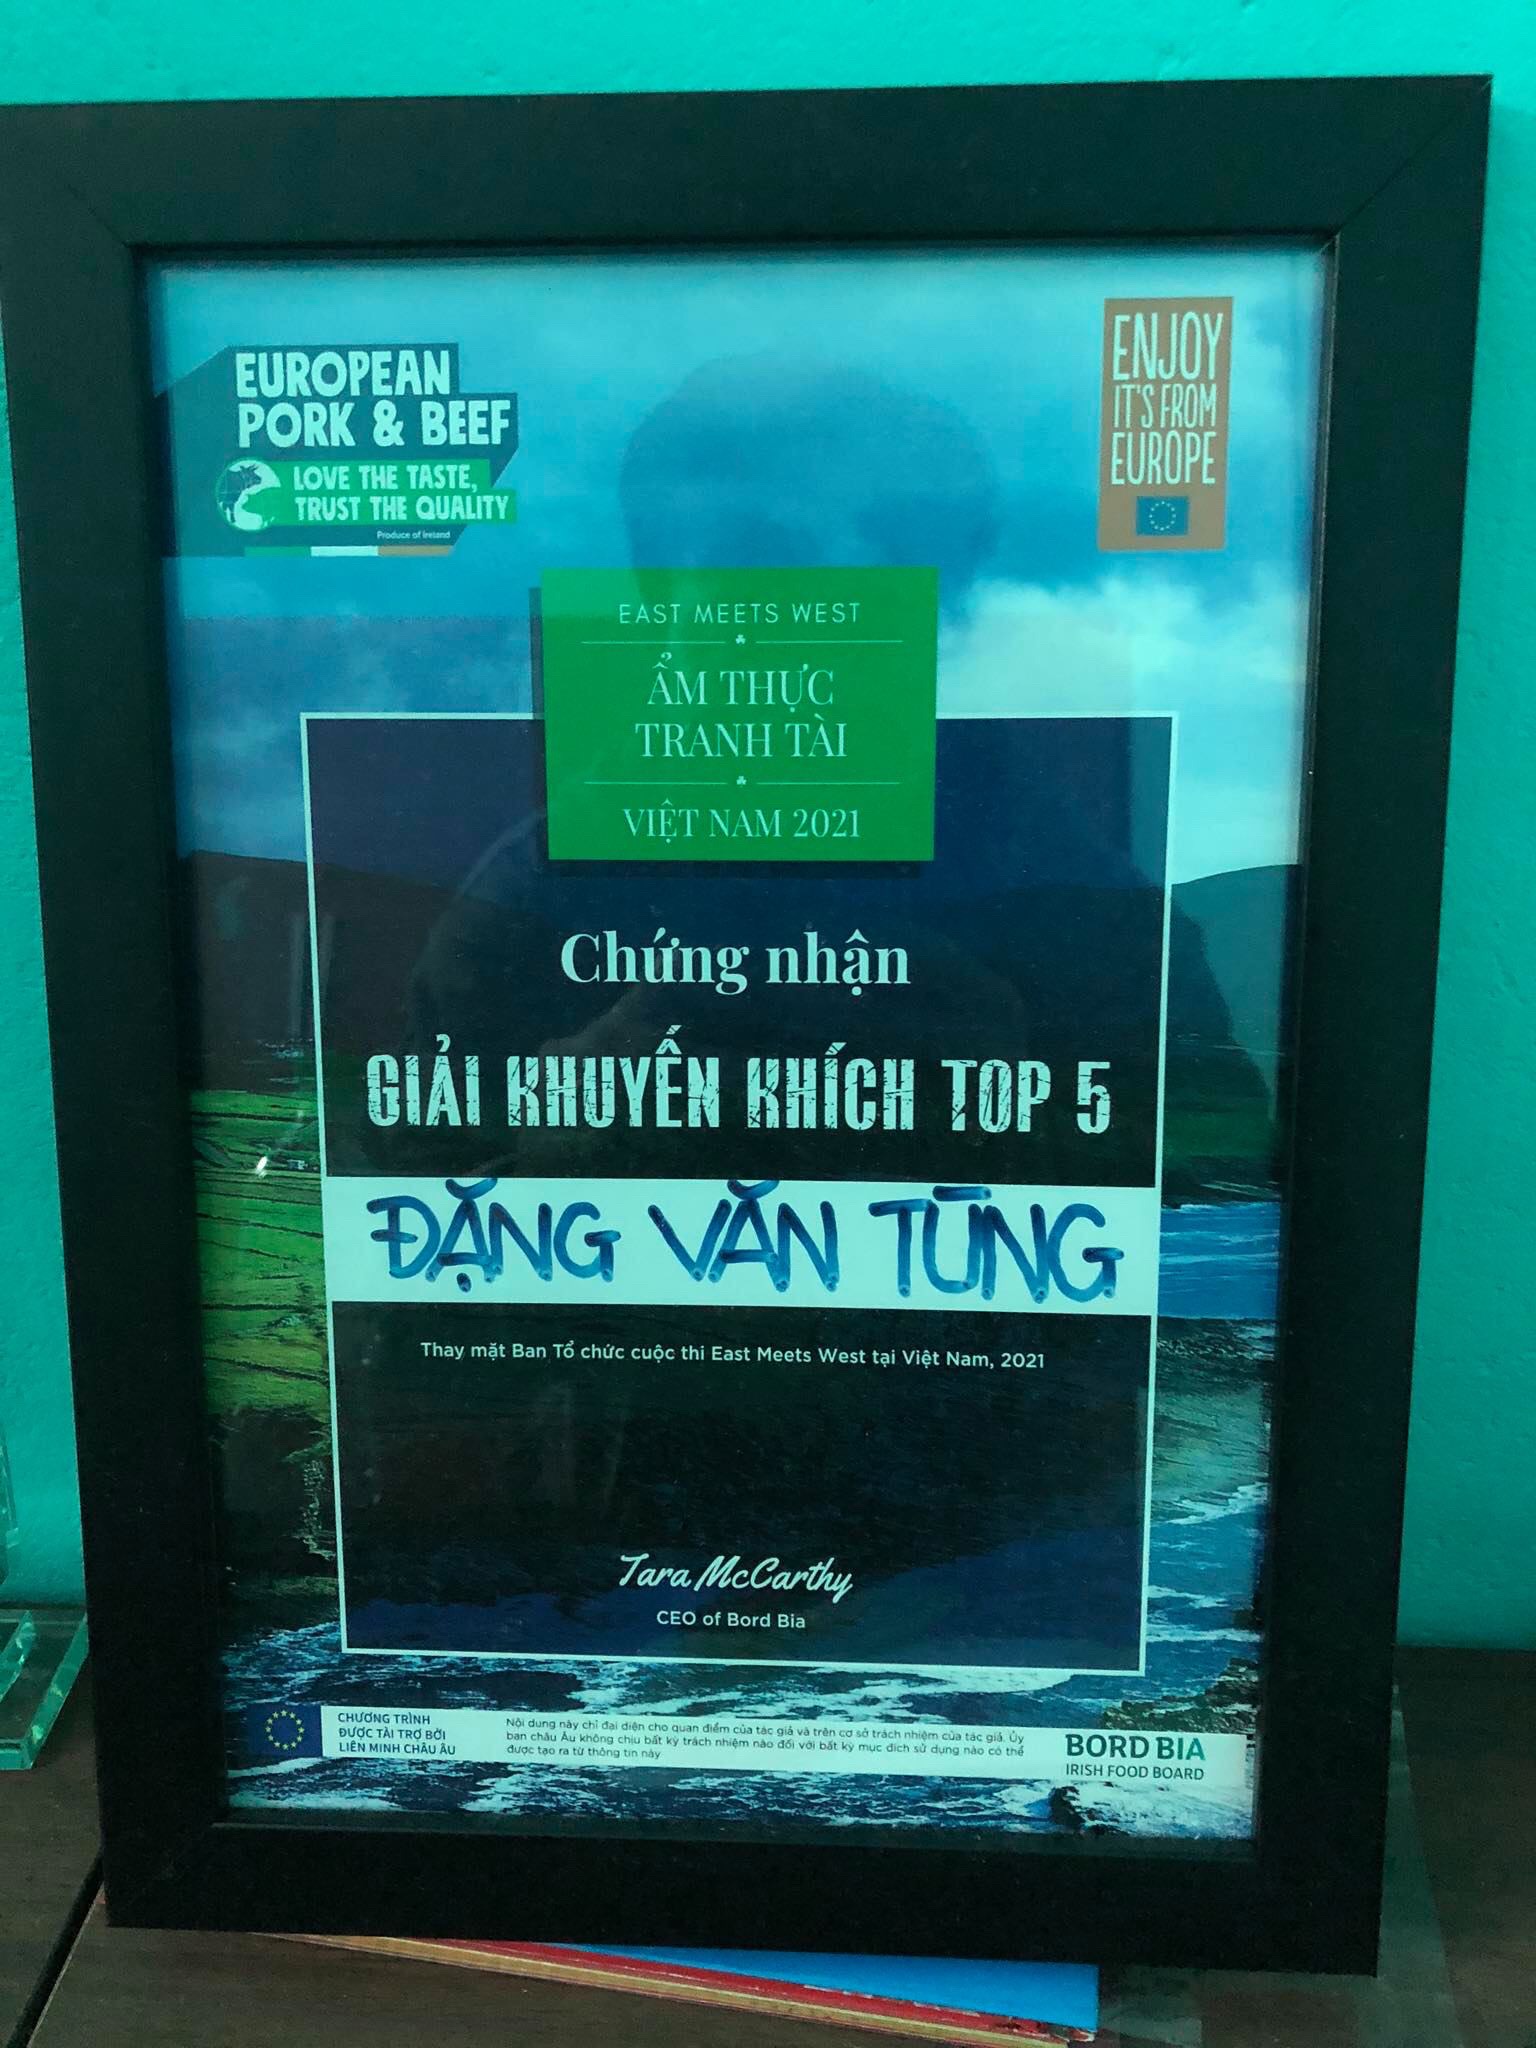 EUROPEAN
PORK & BEEF
LOVE THE TASTE,
TRUST THE QUALITY
Produce of Ireland
ENJOY
IT'S FROM
EUROPE
EAST MEETS WEST
ẨM THỰC
TRANH TÀI
VIỆT NAM 2021
Chứng nhận
GIẢI KHUYẾN KHÍCH TOP 5
ĐẶNG VĂN TÙNG
Thay mặt Ban Tổ chức cuộc thi East Meets West tại Việt Nam, 2021
Tara McCarthy
CEO of Bord Bia
CHƯƠNG TRÌNH
ĐƯỢC TÀI TRỢ BỞI
LIÊN MINH CHÂU ÂU
Nội dung này chỉ đại diện cho quan điểm của tác giả và trên cơ sở trách nhiệm của tác giả. Ủy
ban châu Âu không chịu bất kỳ trách nhiệm nào đối với bất kỳ mục đích sử dụng nào có thể
được tạo ra từ thông tin này
BORD BIA
IRISH FOOD BOARD